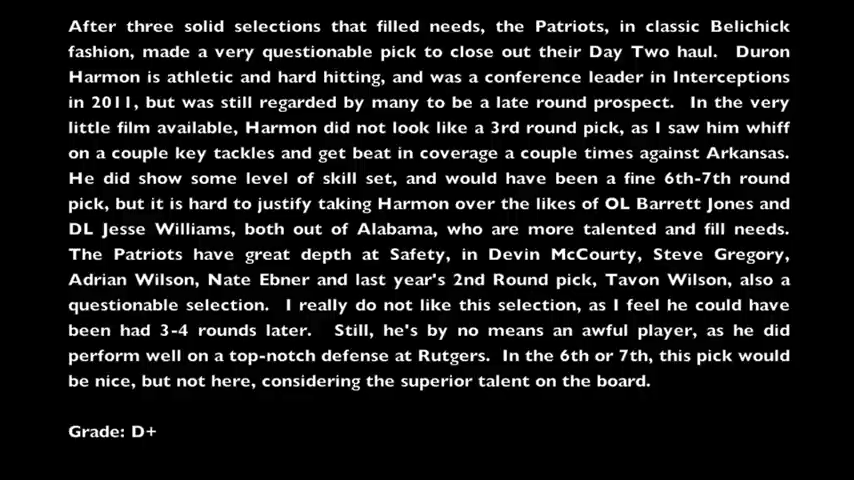 After three solid selections that filled needs, the Patriots, in classic Belichick
fashion, made a very questionable pick to close out their Day Two haul. Duron
Harmon is athletic and hard hitting, and was a conference leader in Interceptions
in 2011, but was still regarded by many to be a late round prospect. In the very
little film available, Harmon did not look like a 3rd round pick, as I saw him whiff
on a couple key tackles and get beat in coverage a couple times against Arkansas.
He did show some level of skill set, and would have been a fine 6th-7th round
pick, but it is hard to justify taking Harmon over the likes of OL Barrett Jones and
DL Jesse Williams, both out of Alabama, who are more talented and fill needs.
The Patriots have great depth at Safety, in Devin McCourty, Steve Gregory,
Adrian Wilson, Nate Ebner and last year's 2nd Round pick, Tavon Wilson, also a
questionable selection. I really do not like this selection, as I feel he could have
been had 3-4 rounds later. Still, he's by no means an awful player, as he did
perform well on a top-notch defense at Rutgers. In the 6th or 7th, this pick would
be nice, but not here, considering the superior talent on the board.
Grade: D+